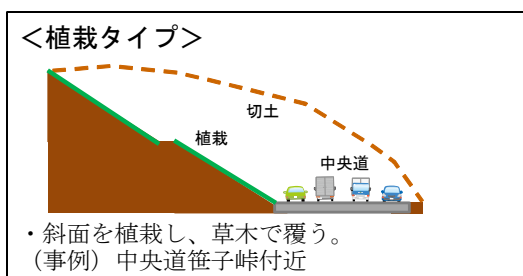 ＜植栽タイプ＞
切土
植栽
中央道
・斜面を植栽し、草木で覆う。
（事例）中央道笹子峠付近